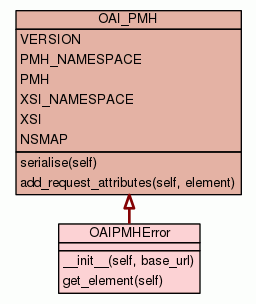 OAI_PMH
VERSION
PMH_NAMESPACE
PMH
XSI_NAMESPACE
XSI
NSMAP
serialise(self)
add_request_attributes(self, element)
OAIPMHError
__init__(self, base_url)
get_element(self)